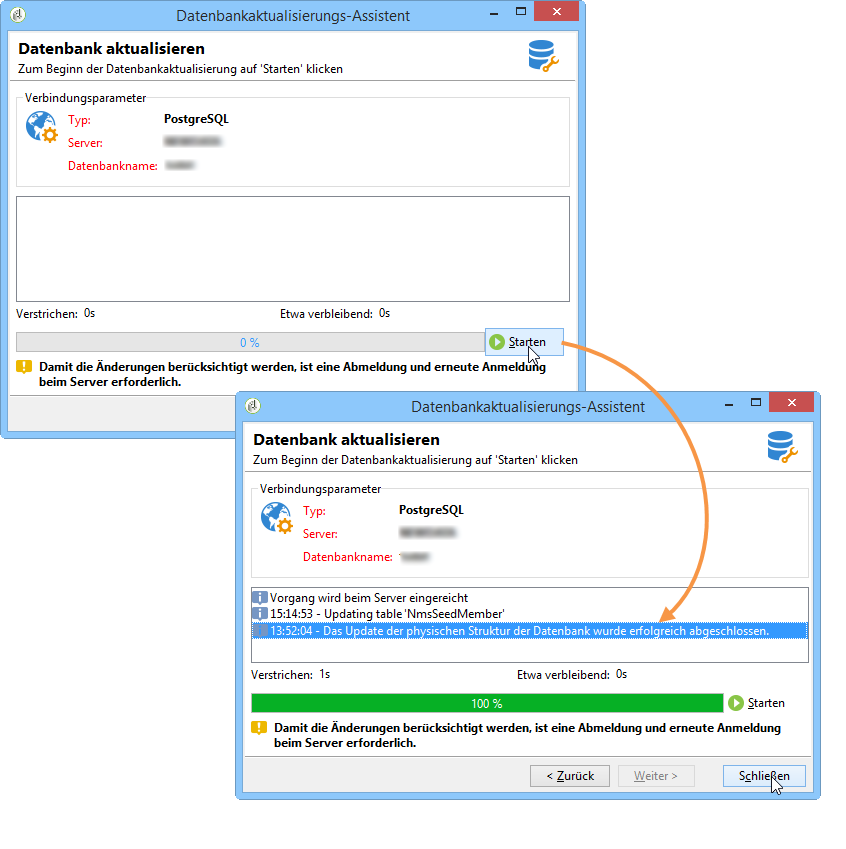 Datenbankaktualisierungs-Assistent
Datenbank aktualisieren
Zum Beginn der Datenbankaktualisierung auf 'Starten' klicken
Verbindungsparameter
Typ: PostgreSQL
Server:
Datenbankname:
Verstrichen: 0s Etwa verbleibend: 0s
0 % Starten
Damit die Änderungen berücksichtigt werden, ist eine Abmeldung und erneute Anmeldung
beim Server erforderlich.
Datenbankaktualisierungs-Assistent
Datenbank aktualisieren
Zum Beginn der Datenbankaktualisierung auf 'Starten' klicken
Verbindungsparameter
Typ: PostgreSQL
Server:
Datenbankname:
Vorgang wird beim Server eingereicht
15:14:53 - Updating table 'NmsSeedMember'
13:52:04 - Das Update der physischen Struktur der Datenbank wurde erfolgreich abgeschlossen.
Verstrichen: 1s Etwa verbleibend: 0s
100 % Starten
Damit die Änderungen berücksichtigt werden, ist eine Abmeldung und erneute Anmeldung
beim Server erforderlich.
< Zurück Weiter > Schließen